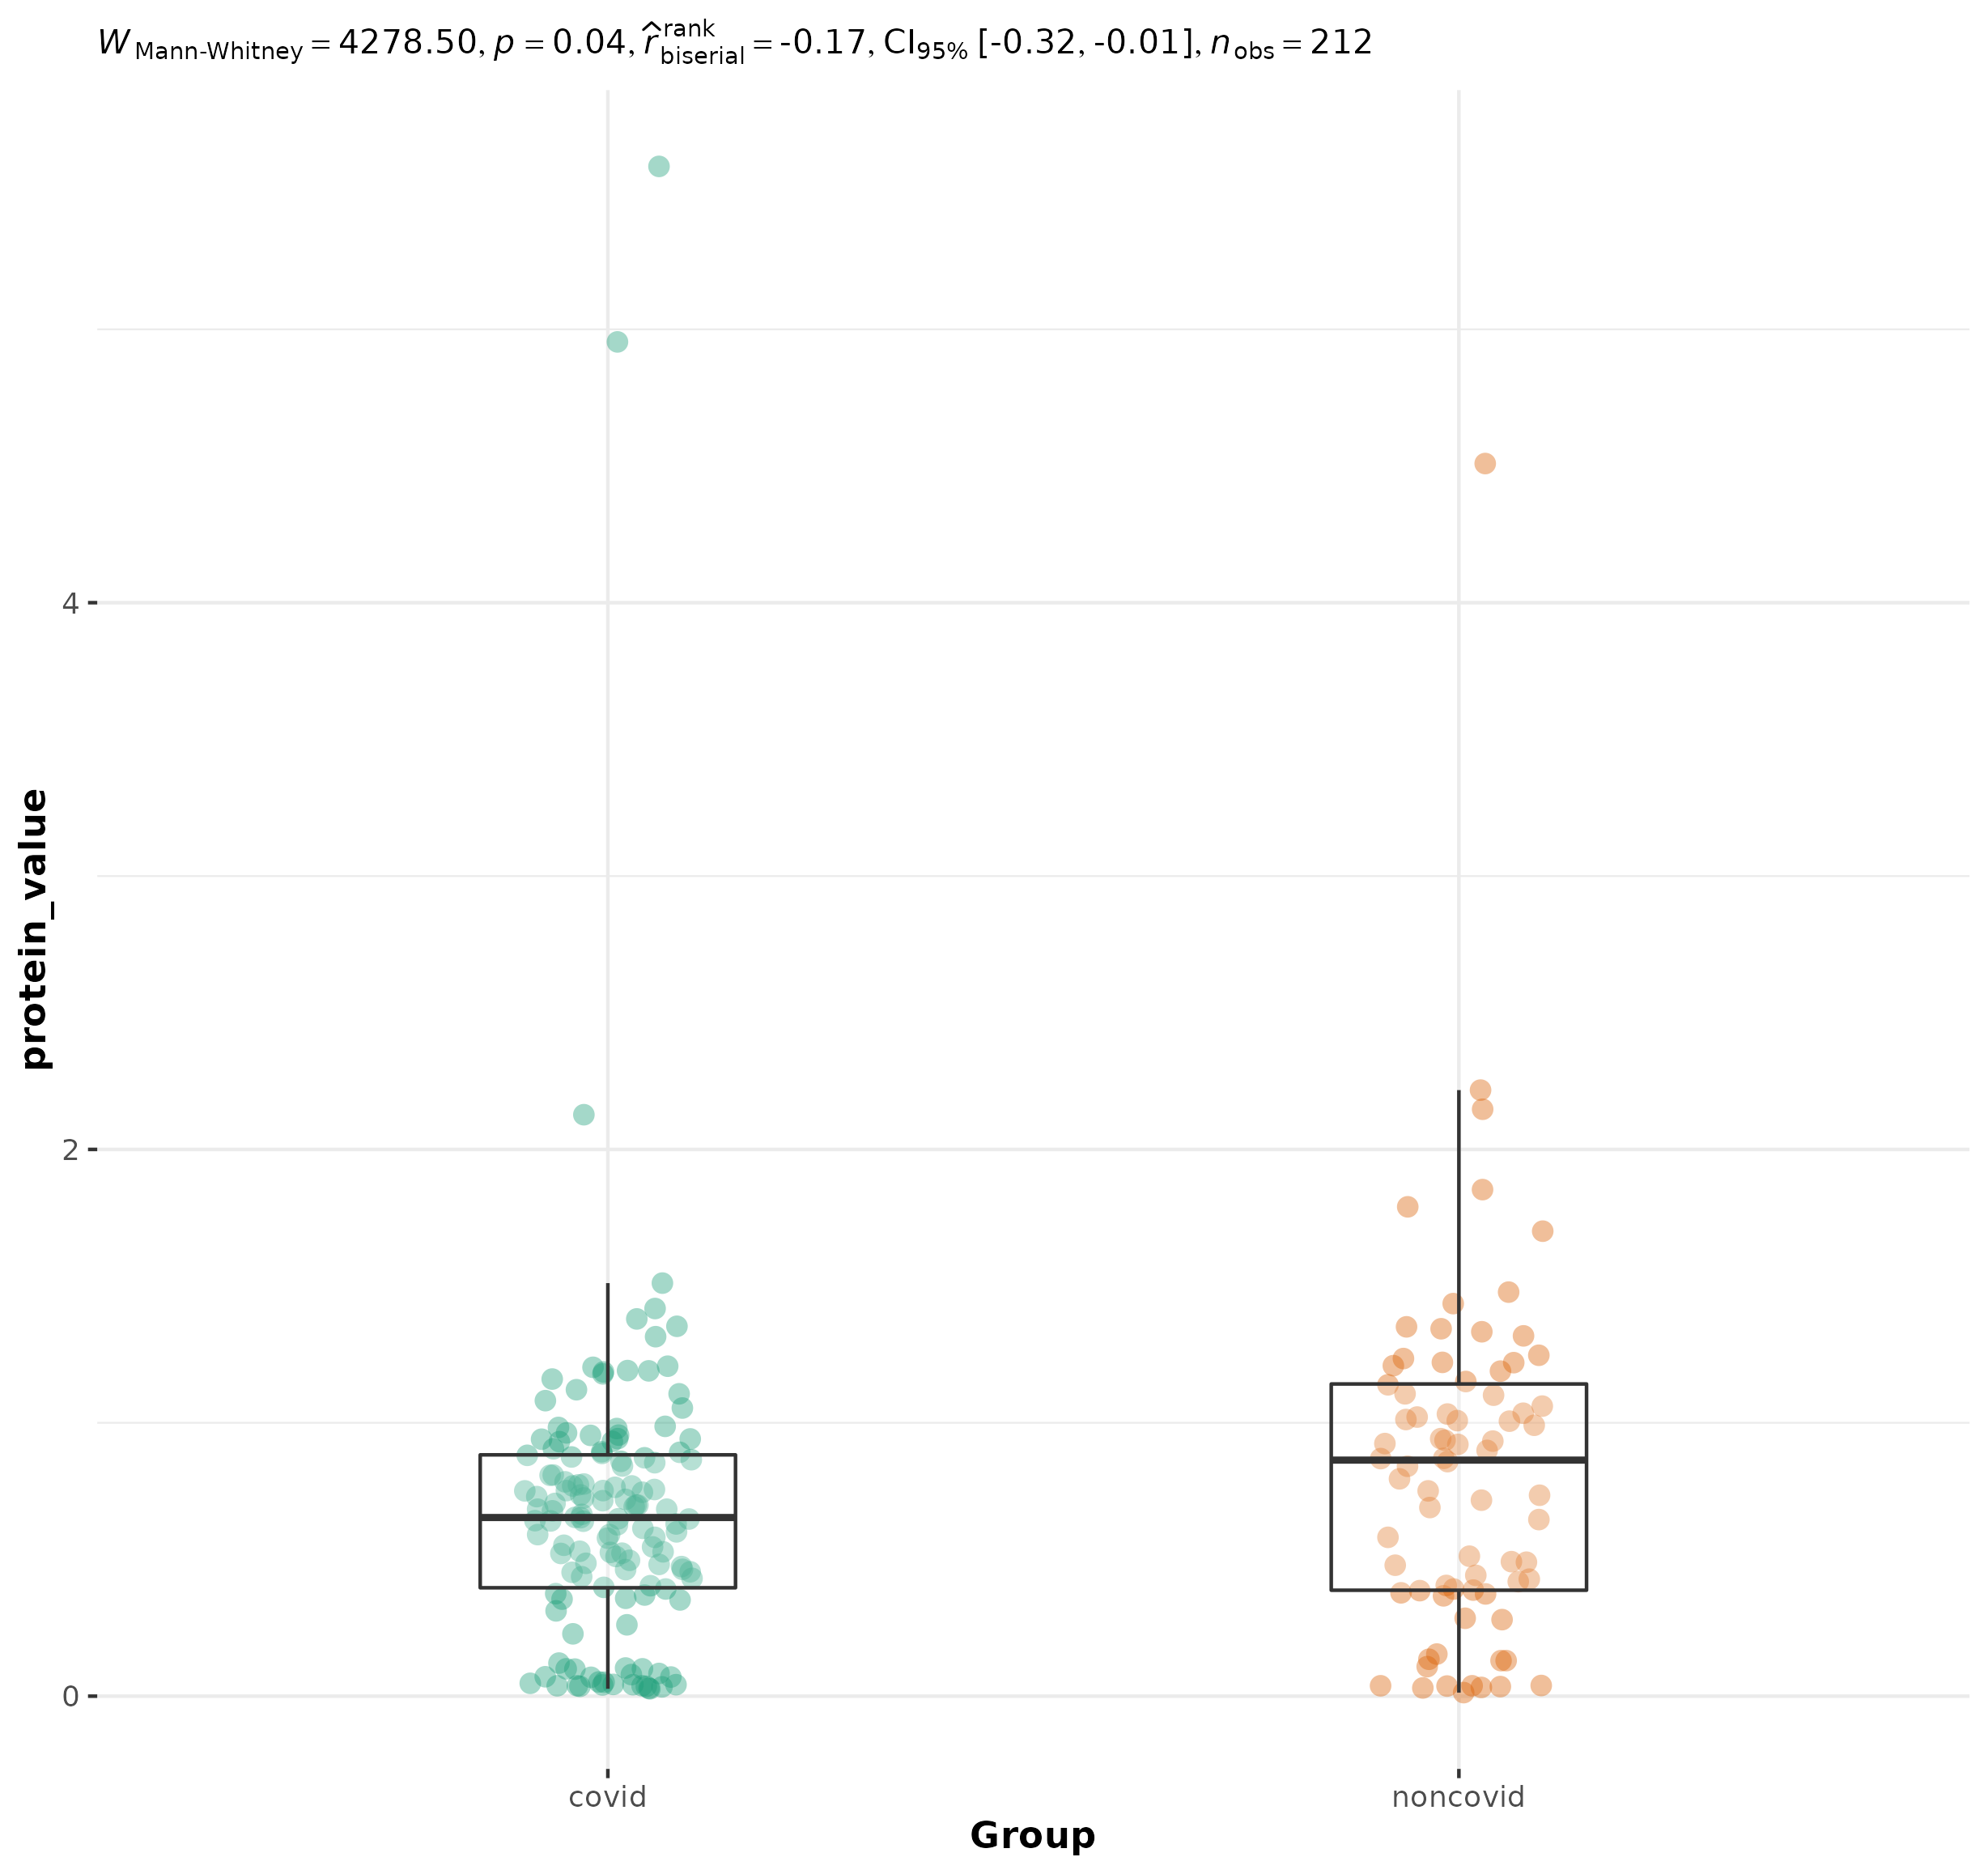 W Mann-Whitney = 4278.50, p = 0.04, r̂ rank biserial = -0.17, CI95% [-0.32, -0.01], nobs = 212
protein_value
4
2
0
covid noncovid
Group